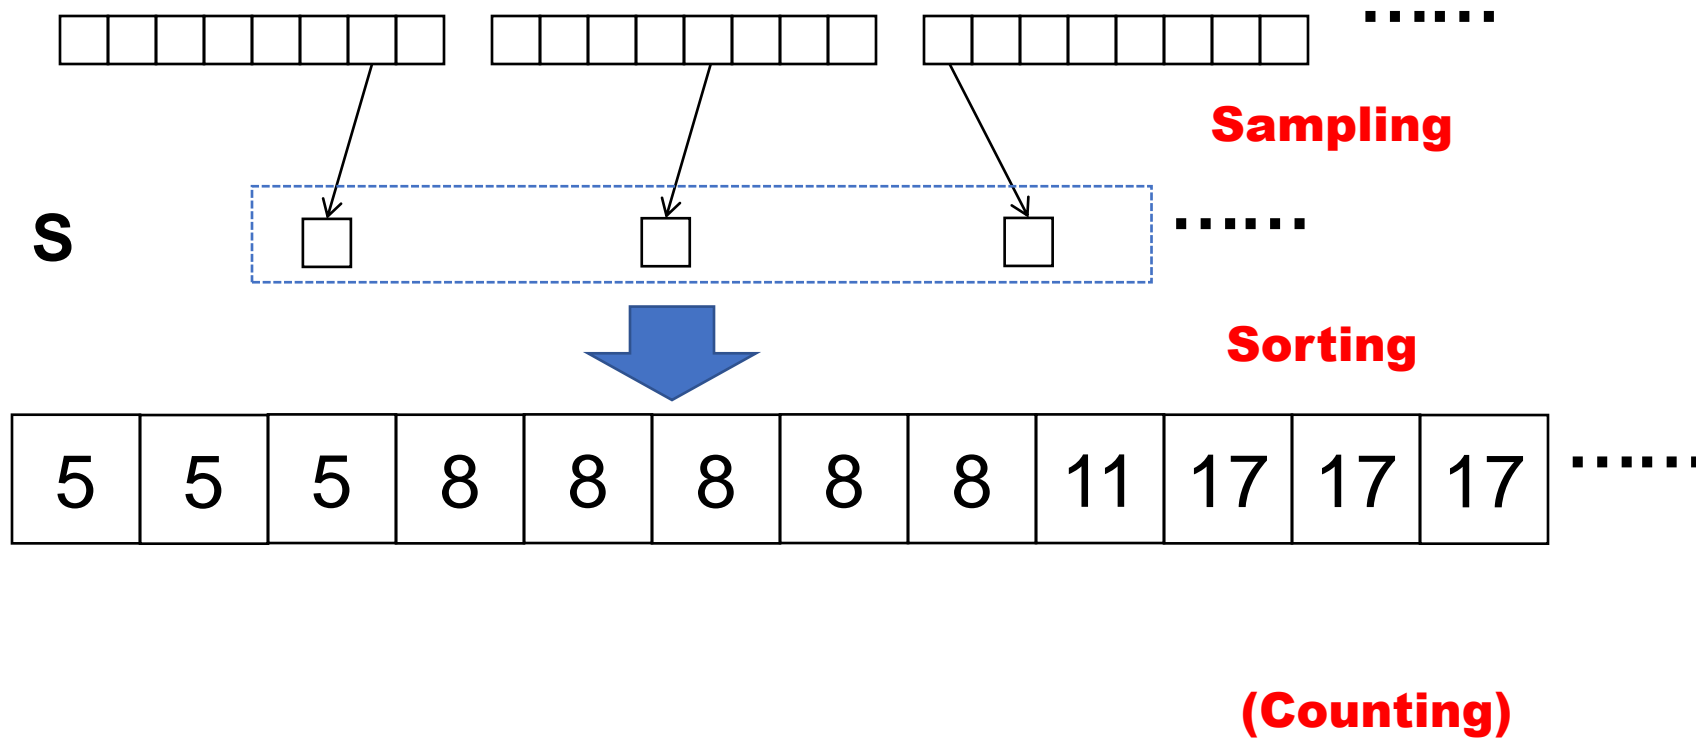 ……
Sampling
S
……
Sorting
5 5 5 8 8 8 8 8 11 17 17 17 ……
(Counting)